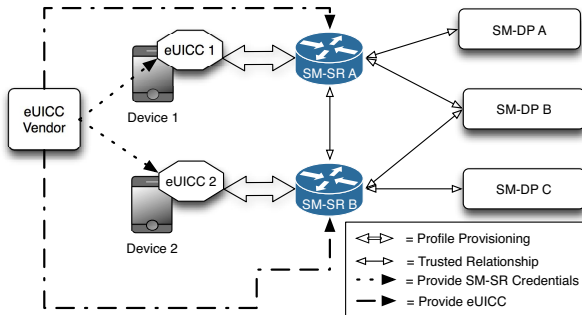 eUICC 1
SM-SR A
SM-DP A
Device 1
eUICC
Vendor
SM-DP B
eUICC 2
SM-SR B
SM-DP C
Device 2
= Profile Provisioning
= Trusted Relationship
= Provide SM-SR Credentials
= Provide eUICC